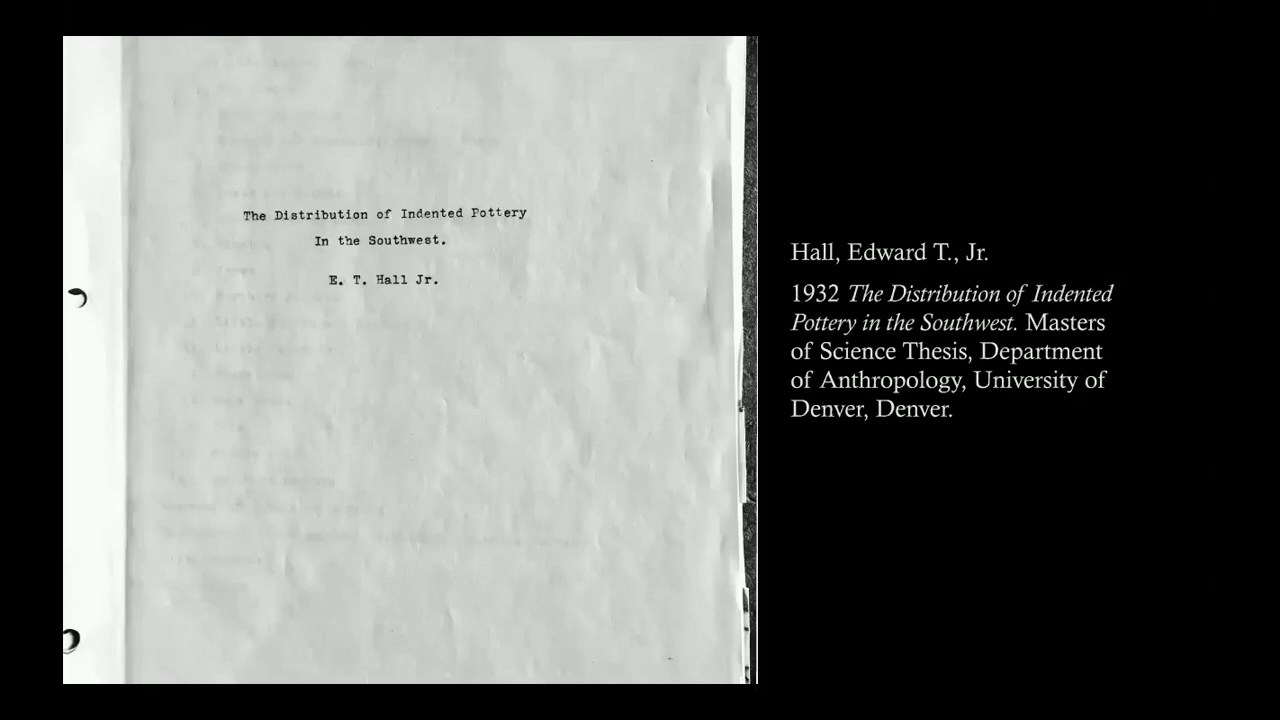 The Distribution of Indented Pottery
In the Southwest.
E. T. Hall Jr.
Hall, Edward T., Jr.
1932 The Distribution of Indented
Pottery in the Southwest. Masters
of Science Thesis, Department
of Anthropology, University of
Denver, Denver.